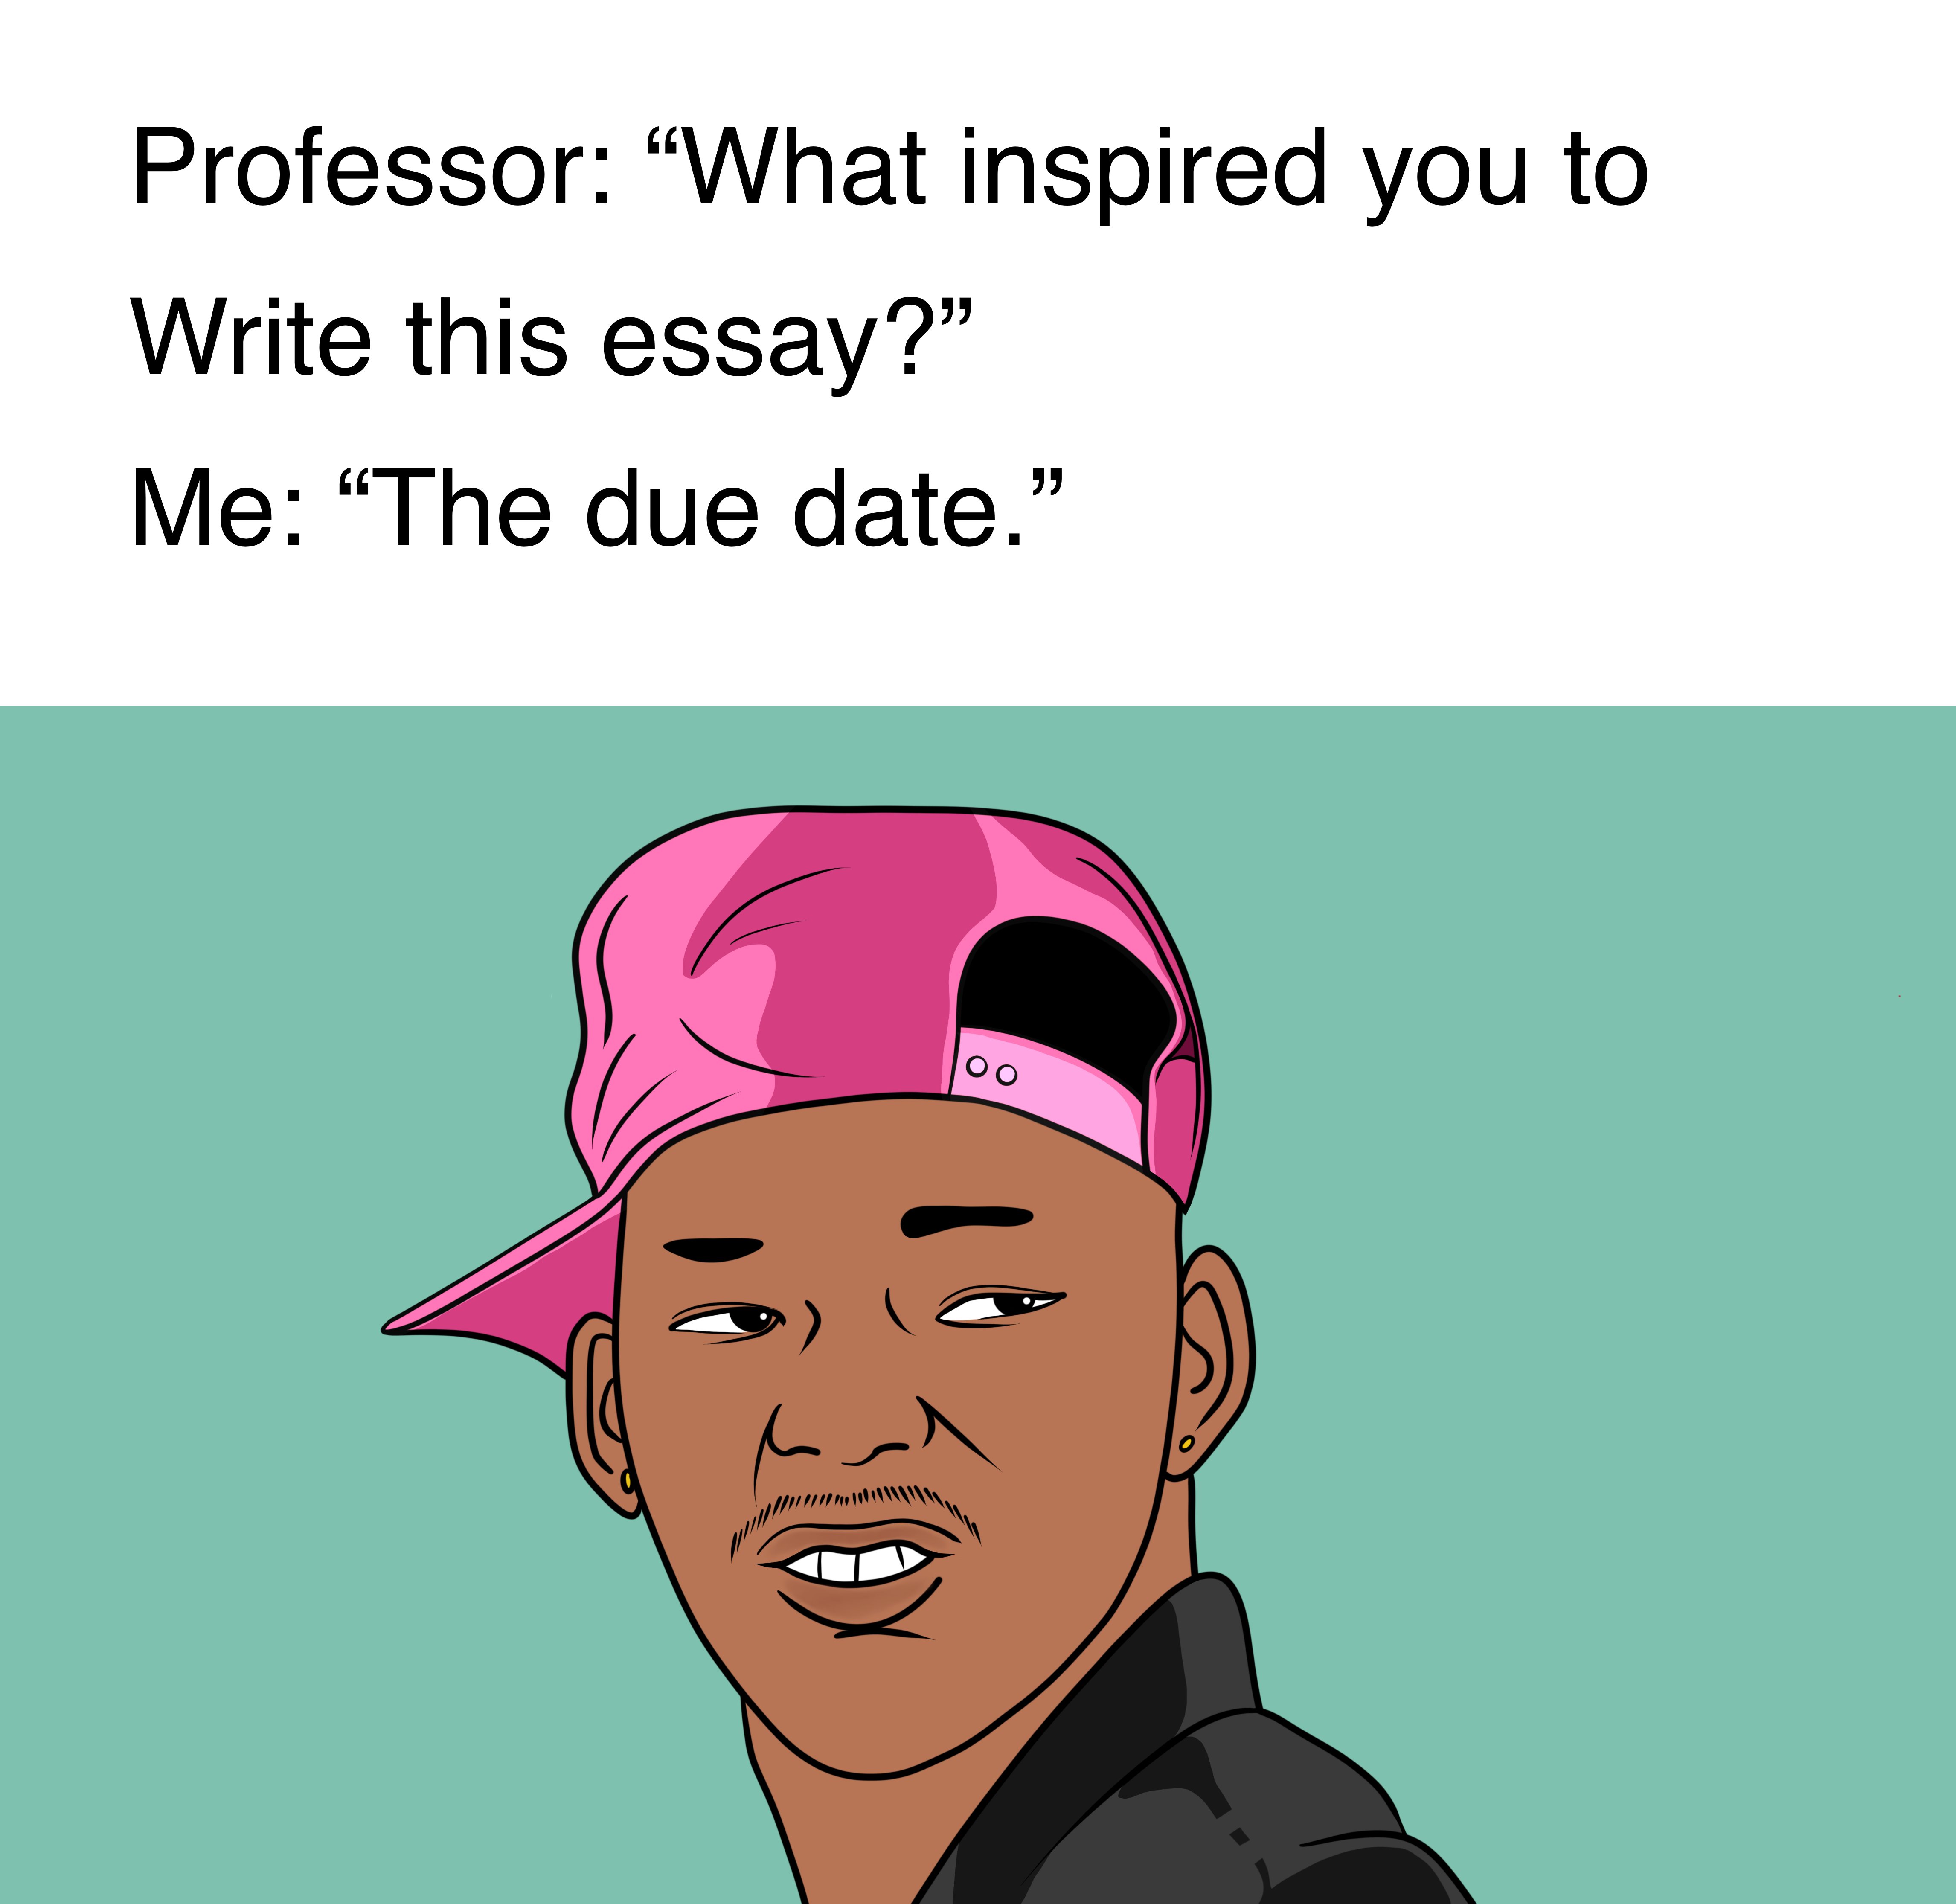 Professor: “What inspired you to
Write this essay?”
Me: “The due date.”